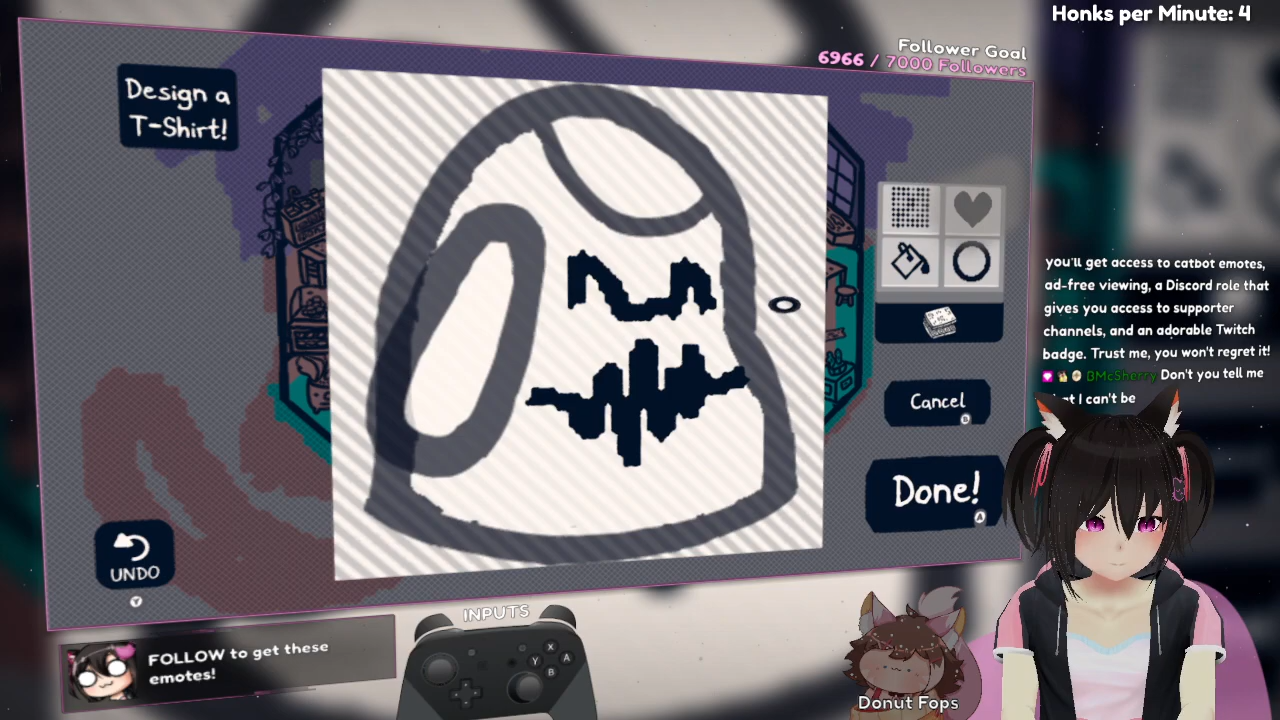 Honks per Minute: 4
Follower Goal
6966 / 7000 Followers
Design a
T-Shirt!
you'll get access to catbot emotes,
ad-free viewing, a Discord role that
gives you access to supporter
channels, and an adorable Twitch
badge. Trust me, you won't regret it!
BMcSherry Don't you tell me
I can't be
Cancel
B
Done!
A
UNDO
Y
INPUTS
X
Y
A
B
FOLLOW to get these
emotes!
Donut Fops